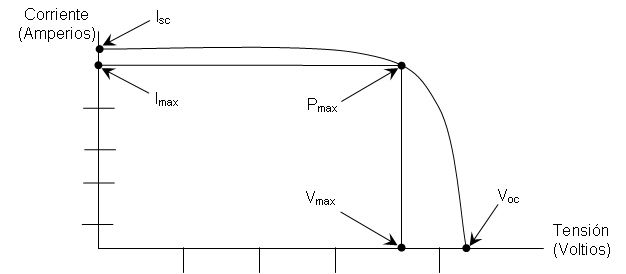 Corriente
(Amperios)
Isc
Imax
Pmax
Vmax
Voc
Tensión
(Voltios)